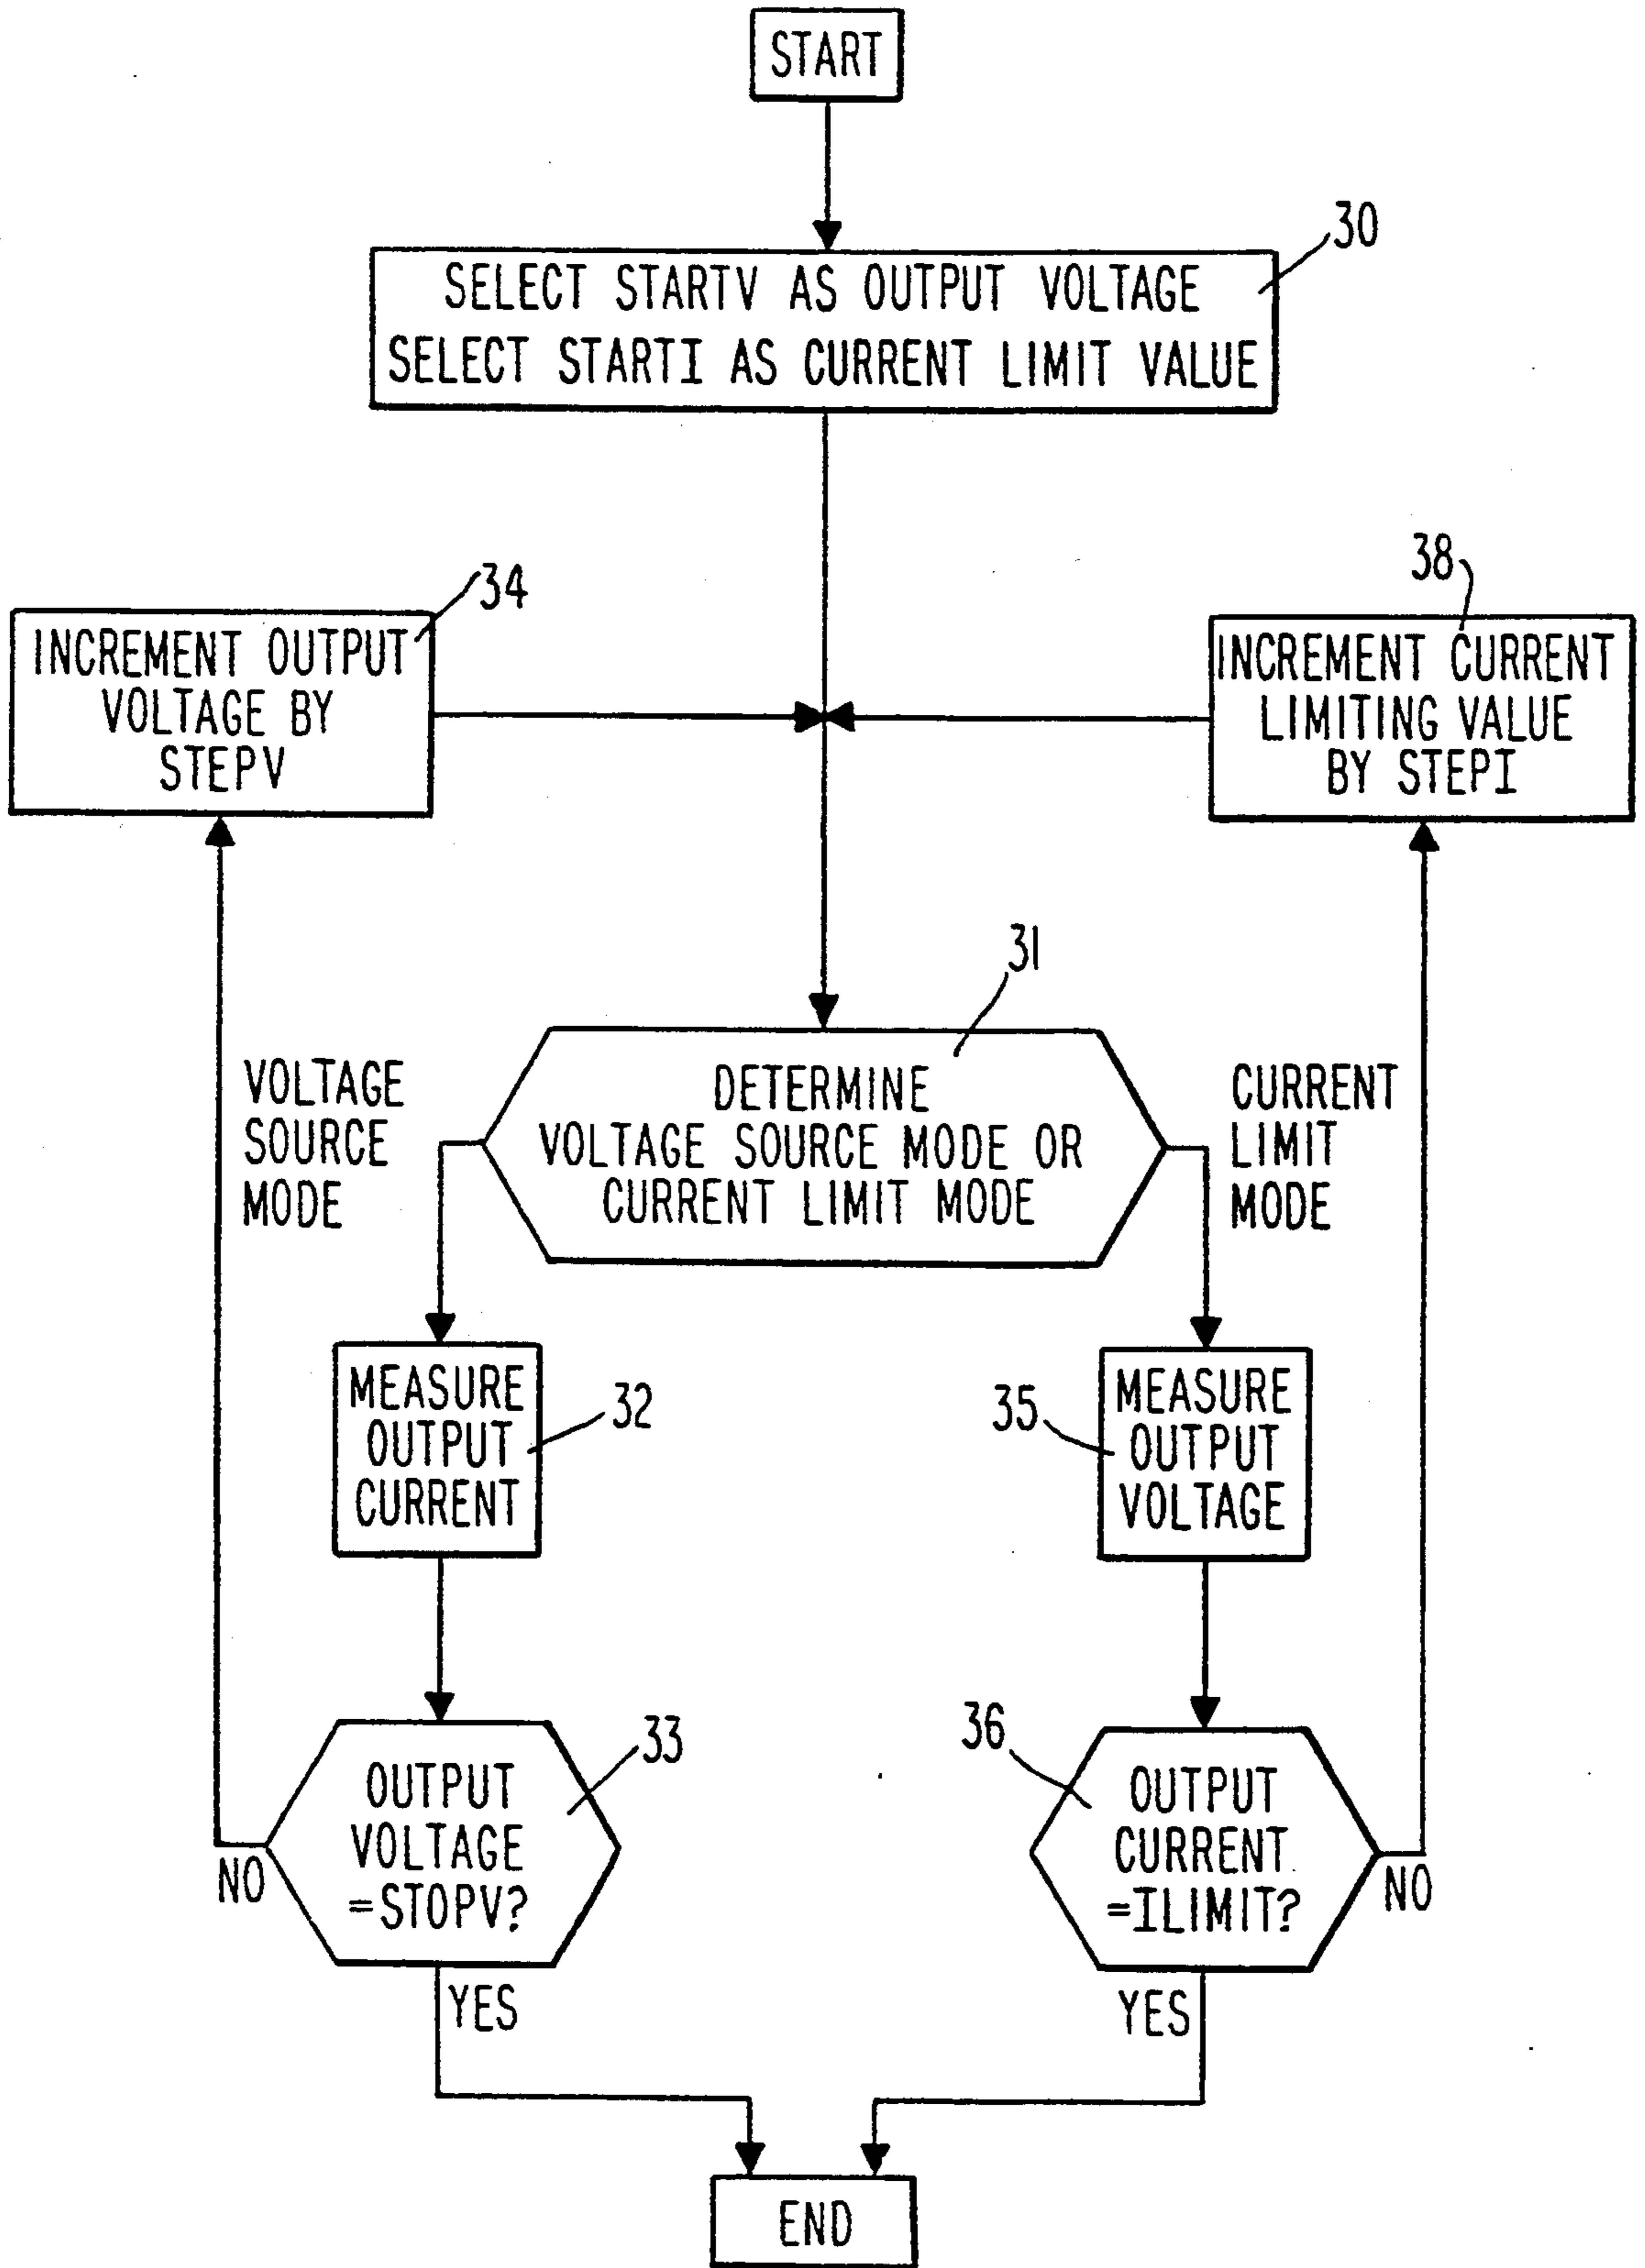 START
30
SELECT STARTV AS OUTPUT VOLTAGE
SELECT STARTI AS CURRENT LIMIT VALUE
34
INCREMENT OUTPUT
VOLTAGE BY
STEPV
38
INCREMENT CURRENT
LIMITING VALUE
BY STEPI
31
VOLTAGE
SOURCE
MODE
DETERMINE
VOLTAGE SOURCE MODE OR
CURRENT LIMIT MODE
CURRENT
LIMIT
MODE
MEASURE
OUTPUT
CURRENT
32
35
MEASURE
OUTPUT
VOLTAGE
33
OUTPUT
VOLTAGE
=STOPV?
NO
YES
36
OUTPUT
CURRENT
=ILIMIT?
NO
YES
END